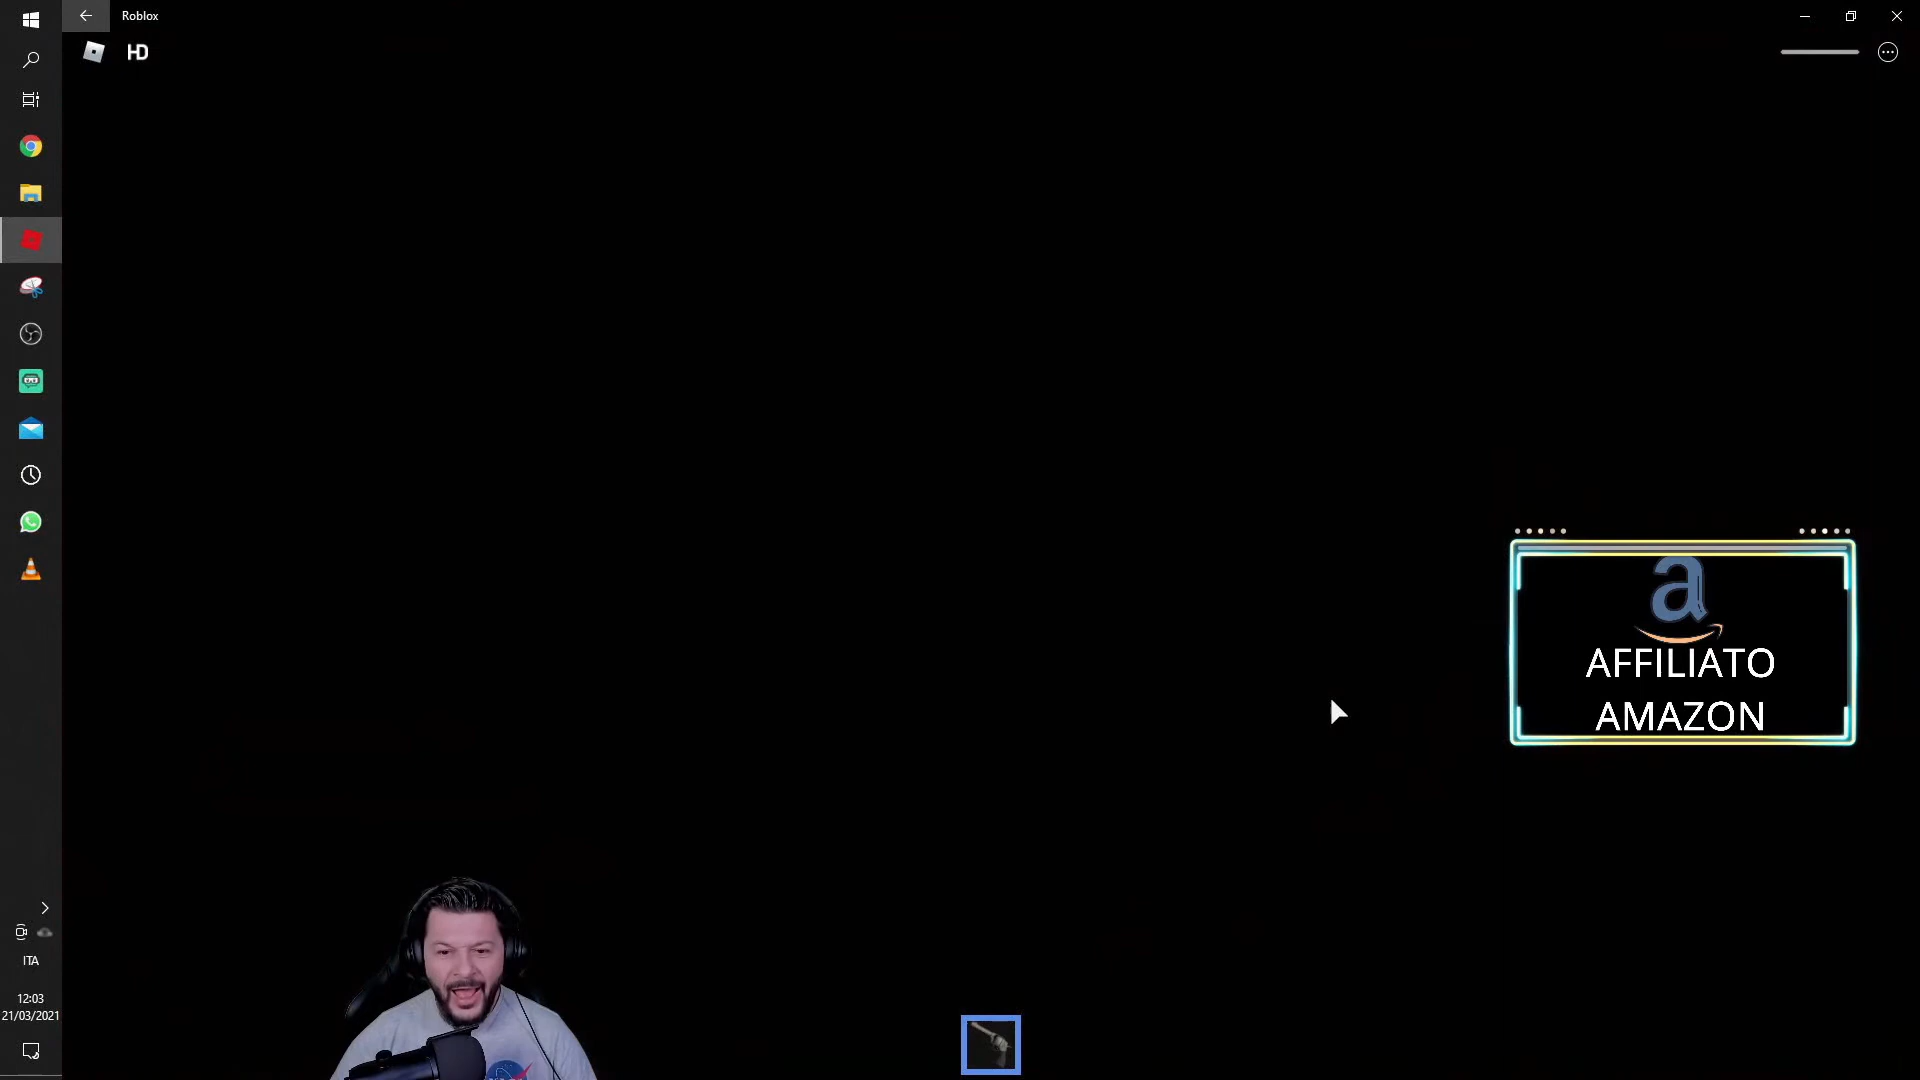 Roblox
HD
a
AFFILIATO
AMAZON
ITA
12:03
21/03/2021